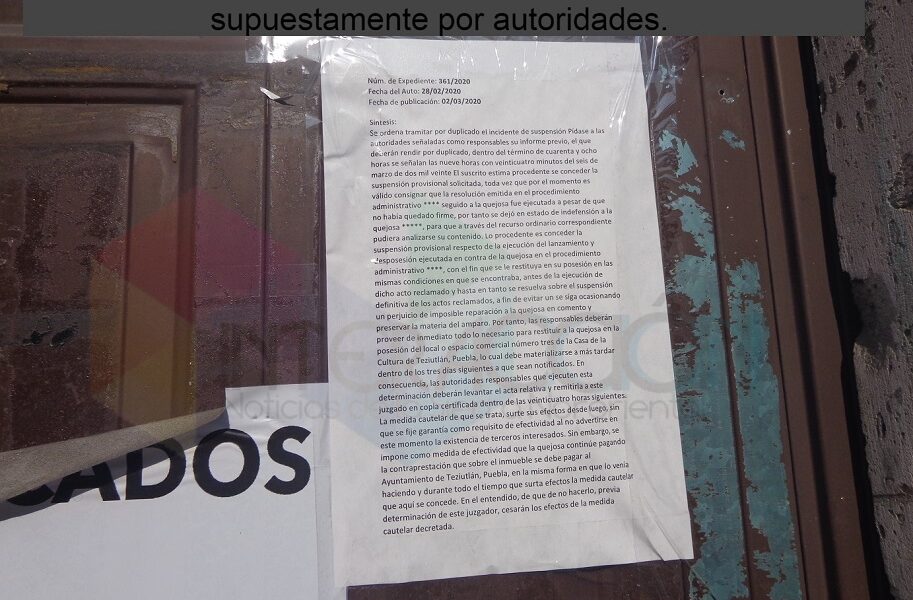 supuestamente por autoridades.
Núm. de Expediente: 361/2020
Fecha del Auto: 28/02/2020
Fecha de publicación: 02/03/2020
Síntesis:
Se ordena tramitar por duplicado el incidente de suspensión Pídase a las
autoridades señaladas como responsables su informe previo, el que
deberán rendir por duplicado, dentro del término de cuarenta y ocho
horas se señalan las nueve horas con veinticuatro minutos del seis de
marzo de dos mil veinte El suscrito estima procedente se conceder la
suspensión provisional solicitada, toda vez que por el momento es
válido consignar que la resolución emitida en el procedimiento
administrativo **** seguido a la quejosa fue ejecutada a pesar de que
no había quedado firme, por tanto se dejó en estado de indefensión a la
quejosa *****, para que a través del recurso ordinario correspondiente
pudiera analizarse su contenido. Lo procedente es conceder la
suspensión provisional respecto de la ejecución del lanzamiento y
desposesión ejecutada en contra de la quejosa en el procedimiento
administrativo ****, con el fin que se le restituya en su posesión en las
mismas condiciones en que se encontraba, antes de la ejecución de
dicho acto reclamado y hasta en tanto se resuelva sobre el suspensión
definitiva de los actos reclamados, a fin de evitar un se siga ocasionando
un perjuicio de imposible reparación a la quejosa en comento y
preservar la materia del amparo. Por tanto, las responsables deberán
proveer de inmediato todo lo necesario para restituir a la quejosa en la
posesión del local o espacio comercial número tres de la Casa de la
Cultura de Teziutlán, Puebla, lo cual debe materializarse a más tardar
dentro de los tres días siguientes a que sean notificados. En
consecuencia, las autoridades responsables que ejecuten esta
determinación deberán levantar el acta relativa y remitirla a este
juzgado en copia certificada dentro de las veinticuatro horas siguientes.
La medida cautelar de que se trata, surte sus efectos desde luego, sin
que se fije garantía como requisito de efectividad al no advertirse en
este momento la existencia de terceros interesados. Sin embargo, se
impone como medida de efectividad que la quejosa continúe pagando
la contraprestación que sobre el inmueble se debe pagar al
Ayuntamiento de Teziutlán, Puebla, en la misma forma en que lo venía
haciendo y durante todo el tiempo que surta efectos la medida cautelar
que aquí se concede. En el entendido, de que de no hacerlo, previa
determinación de este juzgador, cesarán los efectos de la medida
cautelar decretada.
CADOS